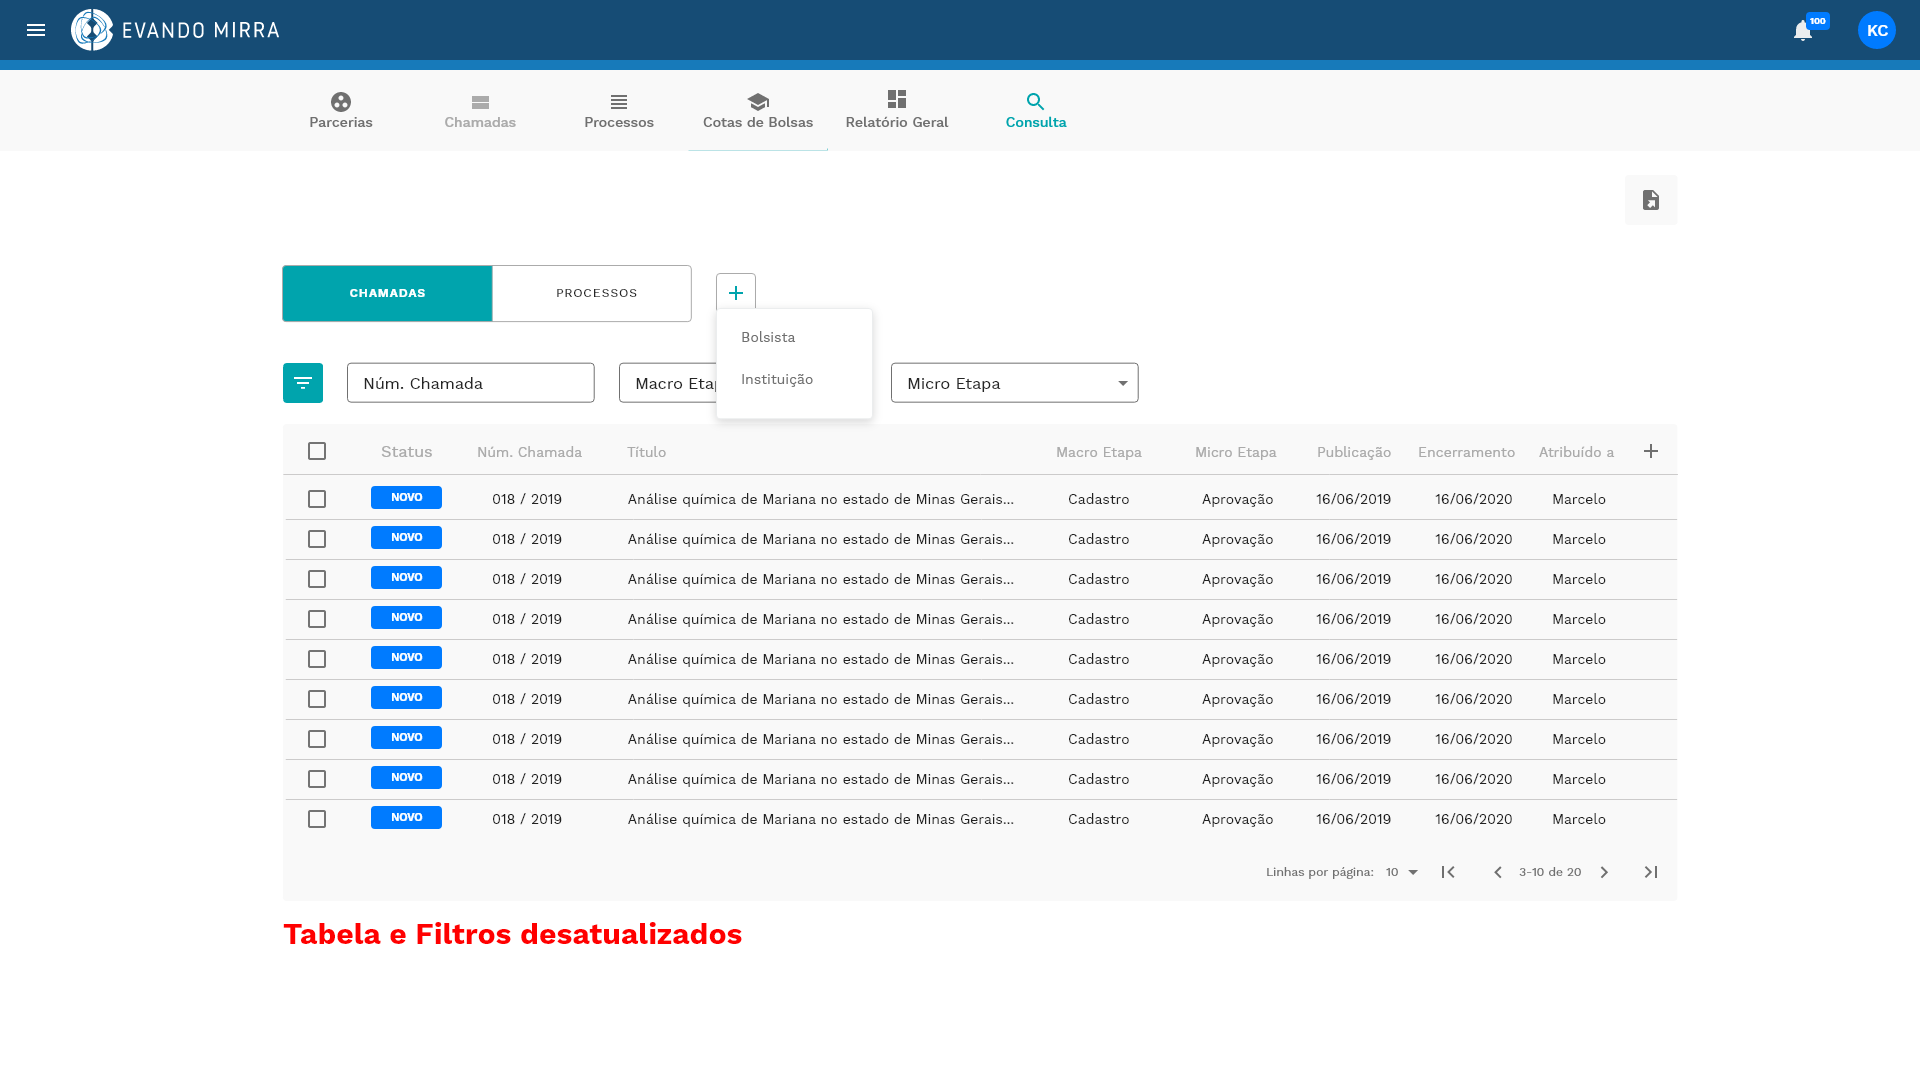 EVANDO MIRRA
100
KC
Parcerias
Chamadas
Processos
Cotas de Bolsas
Relatório Geral
Consulta
CHAMADAS
PROCESSOS
Bolsista
Instituição
Núm. Chamada
Macro Etap
Micro Etapa
Status Núm. Chamada Título Macro Etapa Micro Etapa Publicação Encerramento Atribuído a
NOVO 018 / 2019 Análise química de Mariana no estado de Minas Gerais... Cadastro Aprovação 16/06/2019 16/06/2020 Marcelo
NOVO 018 / 2019 Análise química de Mariana no estado de Minas Gerais... Cadastro Aprovação 16/06/2019 16/06/2020 Marcelo
NOVO 018 / 2019 Análise química de Mariana no estado de Minas Gerais... Cadastro Aprovação 16/06/2019 16/06/2020 Marcelo
NOVO 018 / 2019 Análise química de Mariana no estado de Minas Gerais... Cadastro Aprovação 16/06/2019 16/06/2020 Marcelo
NOVO 018 / 2019 Análise química de Mariana no estado de Minas Gerais... Cadastro Aprovação 16/06/2019 16/06/2020 Marcelo
NOVO 018 / 2019 Análise química de Mariana no estado de Minas Gerais... Cadastro Aprovação 16/06/2019 16/06/2020 Marcelo
NOVO 018 / 2019 Análise química de Mariana no estado de Minas Gerais... Cadastro Aprovação 16/06/2019 16/06/2020 Marcelo
NOVO 018 / 2019 Análise química de Mariana no estado de Minas Gerais... Cadastro Aprovação 16/06/2019 16/06/2020 Marcelo
NOVO 018 / 2019 Análise química de Mariana no estado de Minas Gerais... Cadastro Aprovação 16/06/2019 16/06/2020 Marcelo
Linhas por página: 10 3-10 de 20
Tabela e Filtros desatualizados